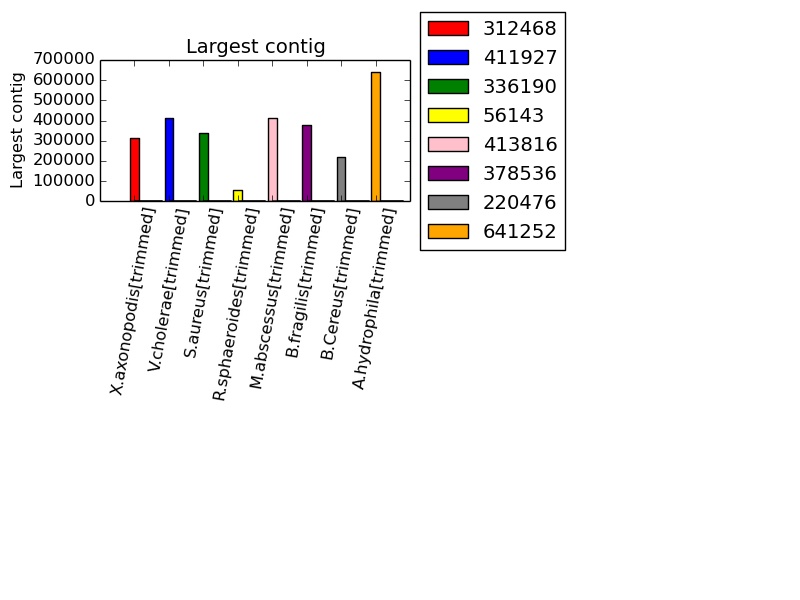 Largest contig
Largest contig
700000
600000
500000
400000
300000
200000
100000
0
X.axonopodis[trimmed]
V.cholerae[trimmed]
S.aureus[trimmed]
R.sphaeroides[trimmed]
M.abscessus[trimmed]
B.fragilis[trimmed]
B.Cereus[trimmed]
A.hydrophila[trimmed]
312468
411927
336190
56143
413816
378536
220476
641252